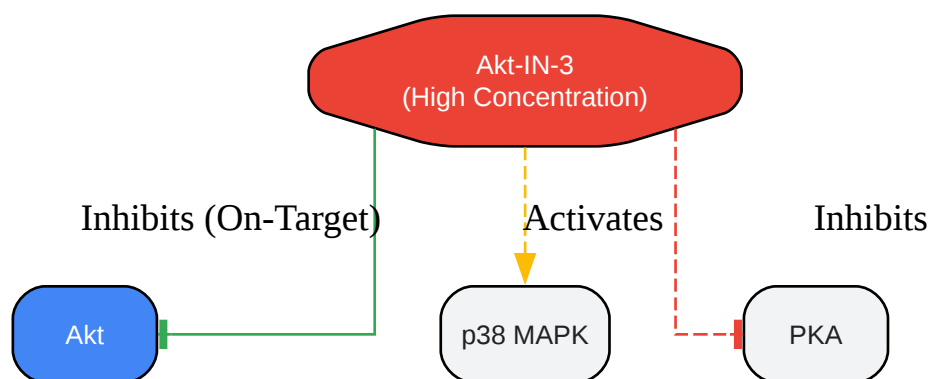 Akt-IN-3
(High Concentration)
Inhibits (On-Target)
Activates
Inhibits
Akt
p38 MAPK
PKA